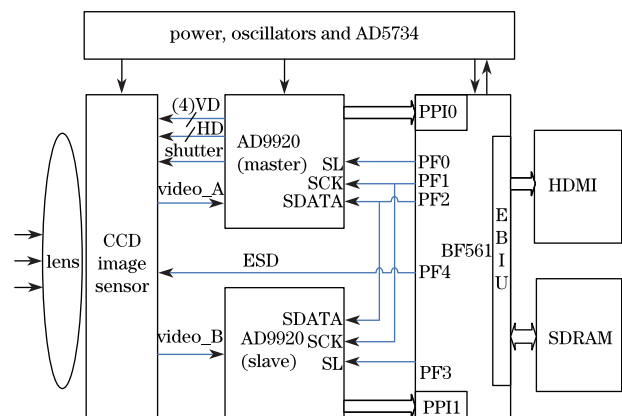 power, oscillators and AD5734
(4)VD
HD
shutter
video_A
AD9920
(master)
SL
SCK
SDATA
PPI0
PF0
PF1
PF2
BF561
EBIU
HDMI
lens
CCD
image
sensor
ESD
PF4
video_B
SDATA
AD9920
(slave)
SCK
SL
PF3
PPI1
SDRAM